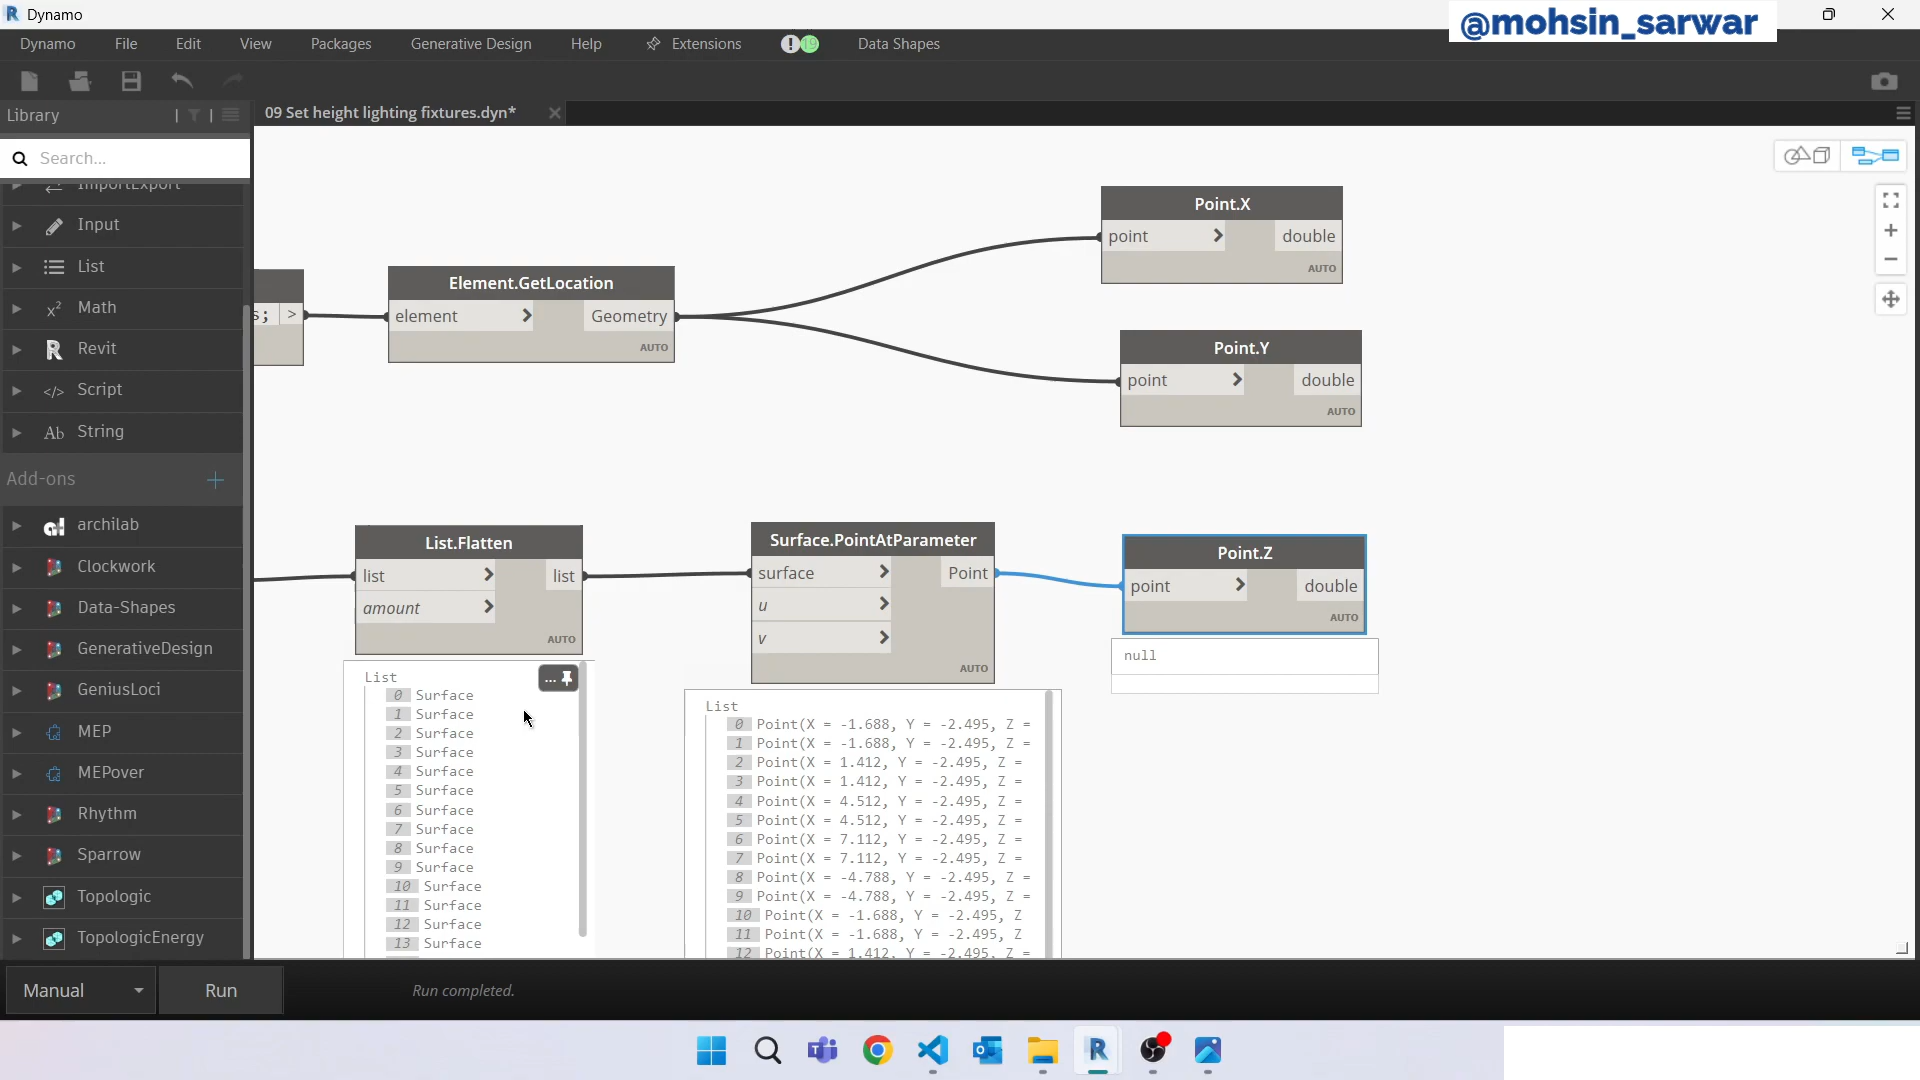 Dynamo
@mohsin_sarwar
Dynamo File Edit View Packages Generative Design Help Extensions Data Shapes
Library
09 Set height lighting fixtures.dyn*
Search...
ImportExport
Input
List
Math
Revit
Script
String
Add-ons
archilab
Clockwork
Data-Shapes
GenerativeDesign
GeniusLoci
MEP
MEPover
Rhythm
Sparrow
Topologic
TopologicEnergy
s; >
Element.GetLocation
element > Geometry
AUTO
Point.X
point > double
AUTO
Point.Y
point > double
AUTO
List.Flatten
list > list
amount >
AUTO
List
0 Surface
1 Surface
2 Surface
3 Surface
4 Surface
5 Surface
6 Surface
7 Surface
8 Surface
9 Surface
10 Surface
11 Surface
12 Surface
13 Surface
Surface.PointAtParameter
surface > Point
u >
v >
AUTO
List
0 Point(X = -1.688, Y = -2.495, Z =
1 Point(X = -1.688, Y = -2.495, Z =
2 Point(X = 1.412, Y = -2.495, Z =
3 Point(X = 1.412, Y = -2.495, Z =
4 Point(X = 4.512, Y = -2.495, Z =
5 Point(X = 4.512, Y = -2.495, Z =
6 Point(X = 7.112, Y = -2.495, Z =
7 Point(X = 7.112, Y = -2.495, Z =
8 Point(X = -4.788, Y = -2.495, Z =
9 Point(X = -4.788, Y = -2.495, Z =
10 Point(X = -1.688, Y = -2.495, Z
11 Point(X = -1.688, Y = -2.495, Z
12 Point(X = 1.412, Y = -2.495, Z =
Point.Z
point > double
AUTO
null
Manual Run Run completed.